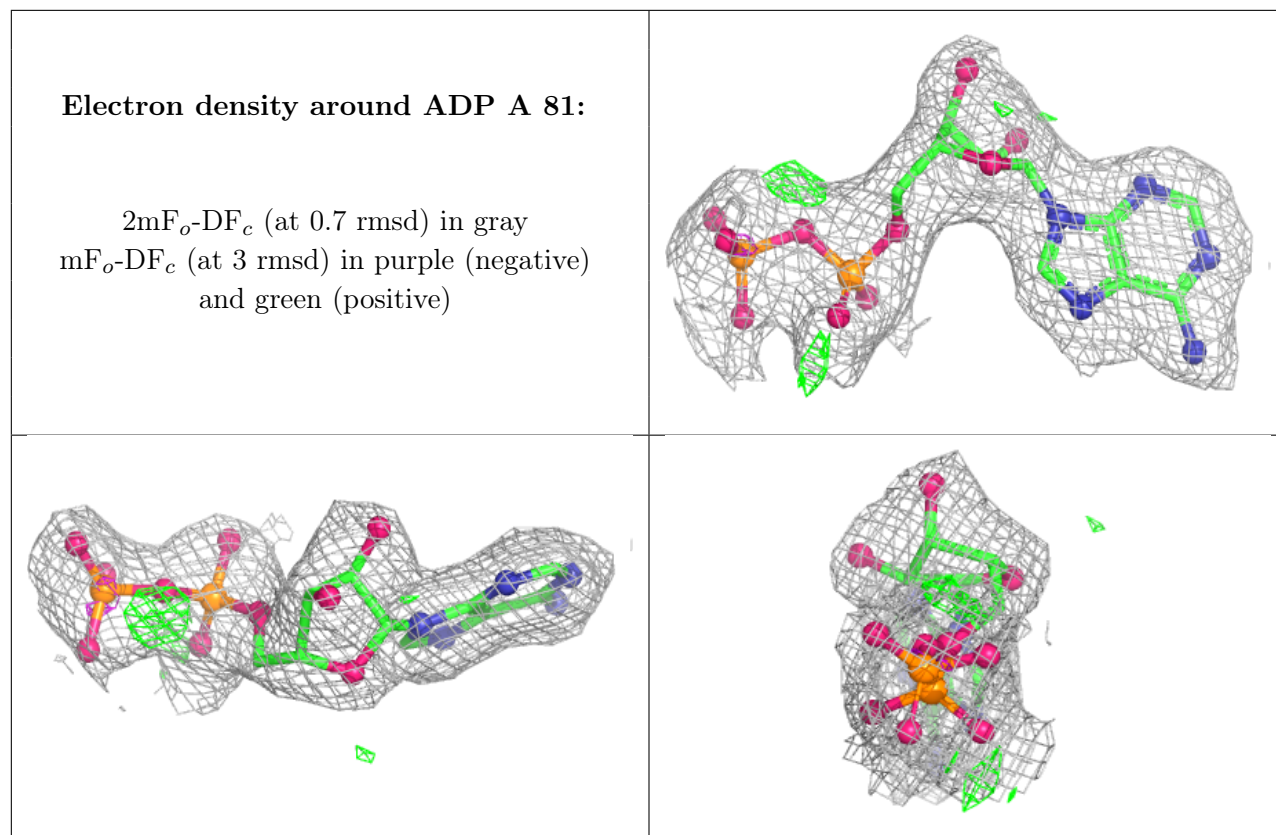 Electron density around ADP A 81:
2mFo-DFc (at 0.7 rmsd) in gray
mFo-DFc (at 3 rmsd) in purple (negative)
and green (positive)